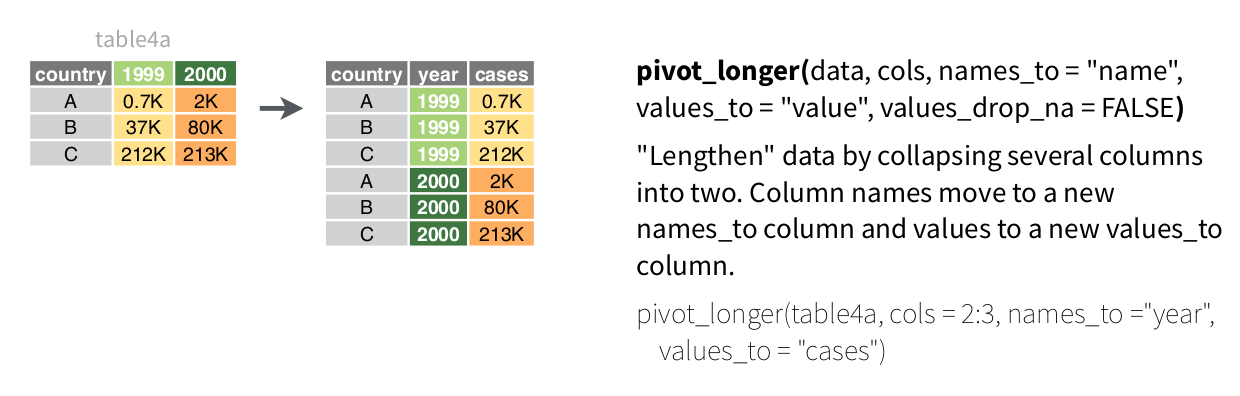 table4a
country 1999 2000
A 0.7K 2K
B 37K 80K
C 212K 213K
country year cases
A 1999 0.7K
B 1999 37K
C 1999 212K
A 2000 2K
B 2000 80K
C 2000 213K
pivot_longer(data, cols, names_to = "name",
values_to = "value", values_drop_na = FALSE)
"Lengthen" data by collapsing several columns
into two. Column names move to a new
names_to column and values to a new values_to
column.
pivot_longer(table4a, cols = 2:3, names_to ="year",
values_to = "cases")